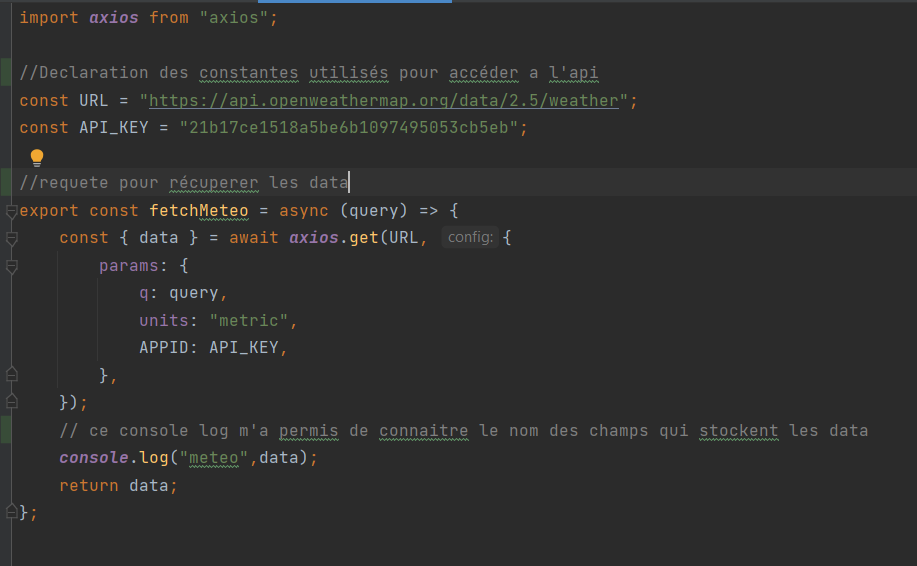 import axios from "axios";
//Declaration des constantes utilisés pour accéder a l'api
const URL = "https://api.openweathermap.org/data/2.5/weather";
const API_KEY = "21b17ce1518a5be6b1097495053cb5eb";
//requete pour récuperer les data
export const fetchMeteo = async (query) => {
const { data } = await axios.get(URL, config: {
params: {
q: query,
units: "metric",
APPID: API_KEY,
},
});
// ce console log m'a permis de connaitre le nom des champs qui stockent les data
console.log("meteo",data);
return data;
};